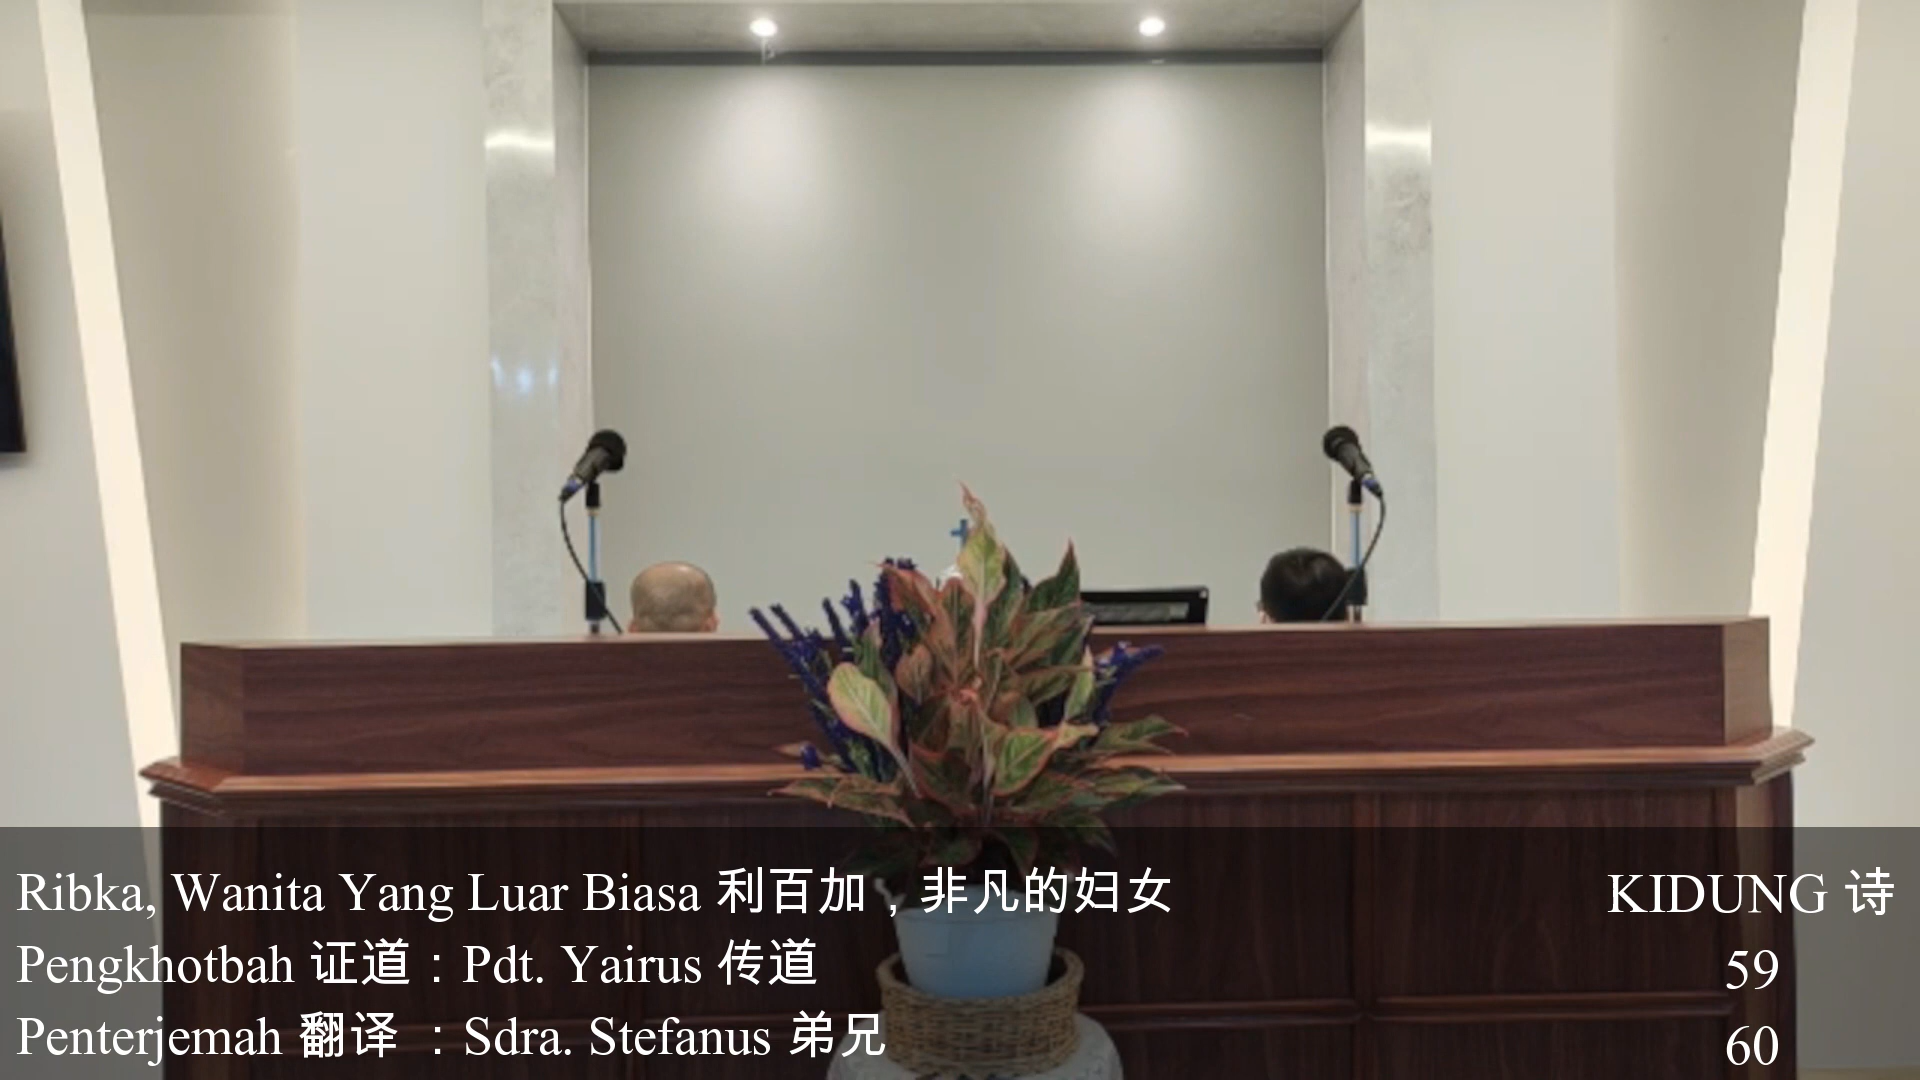 Ribka, Wanita Yang Luar Biasa 利百加，非凡的妇女
Pengkhotbah 证道：Pdt. Yairus 传道
Penterjemah 翻译 ：Sdra. Stefanus 弟兄
KIDUNG 诗
59
60